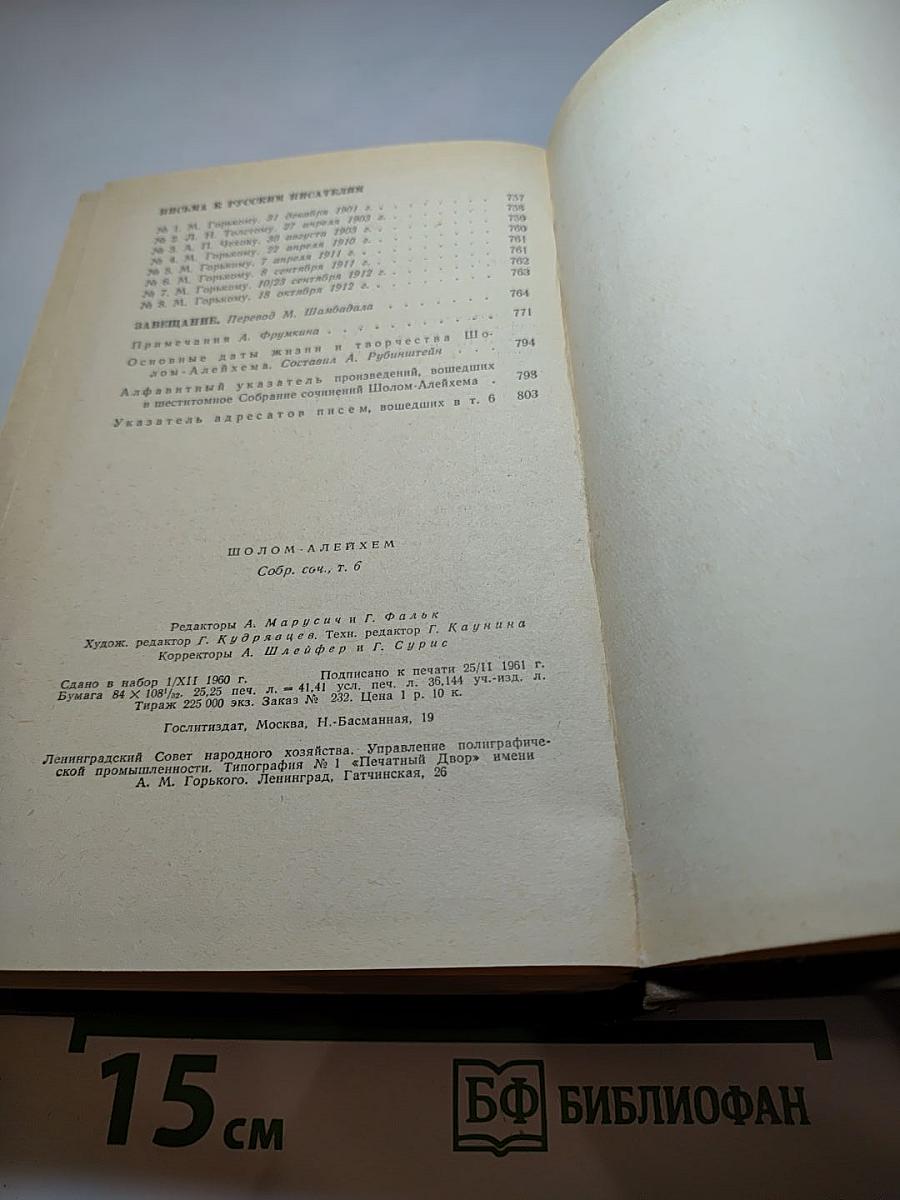 ПИСЬМА К РУССКИМ ПИСАТЕЛЯМ
№ 1. М. Горькому. 31 декабря 1901 г. . . . . . . . . 757
№ 2. Л. Н. Толстому. 27 апреля 1903 г. . . . . . . . 758
№ 3. А. П. Чехову. 30 августа 1903 г. . . . . . . . 759
№ 4. М. Горькому. 22 апреля 1910 г. . . . . . . . 760
№ 5. М. Горькому. 7 апреля 1911 г. . . . . . . . 761
№ 6. М. Горькому. 8 сентября 1911 г. . . . . . . . 761
№ 7. М. Горькому. 10/23 сентября 1912 г. . . . . . . 762
№ 8. М. Горькому. 18 октября 1912 г. . . . . . . . 763
ЗАВЕЩАНИЕ. Перевод М. Шамбадала . . . . . . 764
Примечания А. Фрумкина . . . . . . . . . 771
Основные даты жизни и творчества Шо-
лом-Алейхема. Составил А. Рубинштейн . . . 794
Алфавитный указатель произведений, вошедших
в шеститомное Собрание сочинений Шолом-Алейхема . 798
Указатель адресатов писем, вошедших в т. 6 803
ШОЛОМ-АЛЕЙХЕМ
Собр. соч., т. 6
Редакторы А. Марусич и Г. Фальк
Худож. редактор Г. Кудрявцев. Техн. редактор Г. Каунина
Корректоры А. Шлейфер и Г. Сурис
Сдано в набор 1/XII 1960 г. Подписано к печати 25/II 1961 г.
Бумага 84 × 108¹/₃₂. 25,25 печ. л. = 41,41 усл. печ. л. 36,144 уч.-изд. л.
Тираж 225 000 экз. Заказ № 232. Цена 1 р. 10 к.
Гослитиздат, Москва, Н.-Басманная, 19
Ленинградский Совет народного хозяйства. Управление полиграфиче-
ской промышленности. Типография № 1 «Печатный Двор» имени
А. М. Горького. Ленинград, Гатчинская, 26
15 см
БФ БИБЛИОФАН